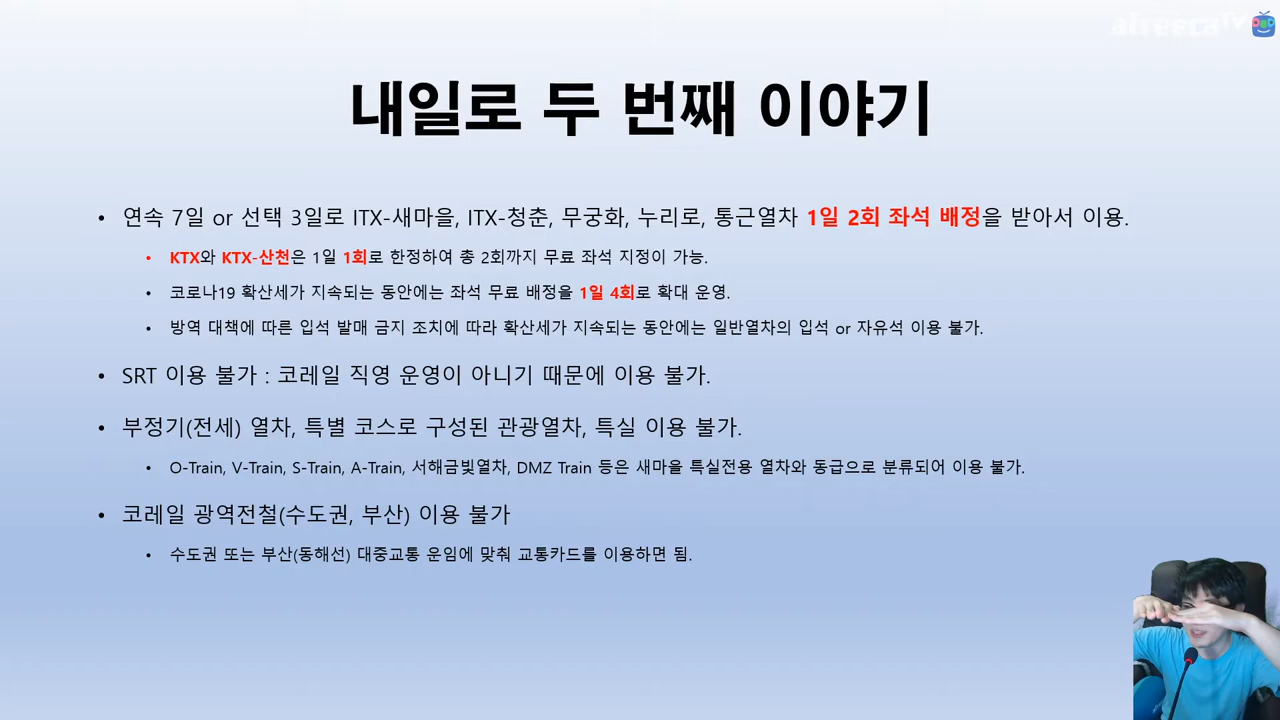 afreecaTV
내일로 두 번째 이야기
• 연속 7일 or 선택 3일로 ITX-새마을, ITX-청춘, 무궁화, 누리로, 통근열차 1일 2회 좌석 배정을 받아서 이용.
• KTX와 KTX-산천은 1일 1회로 한정하여 총 2회까지 무료 좌석 지정이 가능.
• 코로나19 확산세가 지속되는 동안에는 좌석 무료 배정을 1일 4회로 확대 운영.
• 방역 대책에 따른 입석 발매 금지 조치에 따라 확산세가 지속되는 동안에는 일반열차의 입석 or 자유석 이용 불가.
• SRT 이용 불가 : 코레일 직영 운영이 아니기 때문에 이용 불가.
• 부정기(전세) 열차, 특별 코스로 구성된 관광열차, 특실 이용 불가.
• O-Train, V-Train, S-Train, A-Train, 서해금빛열차, DMZ Train 등은 새마을 특실전용 열차와 동급으로 분류되어 이용 불가.
• 코레일 광역전철(수도권, 부산) 이용 불가
• 수도권 또는 부산(동해선) 대중교통 운임에 맞춰 교통카드를 이용하면 됨.